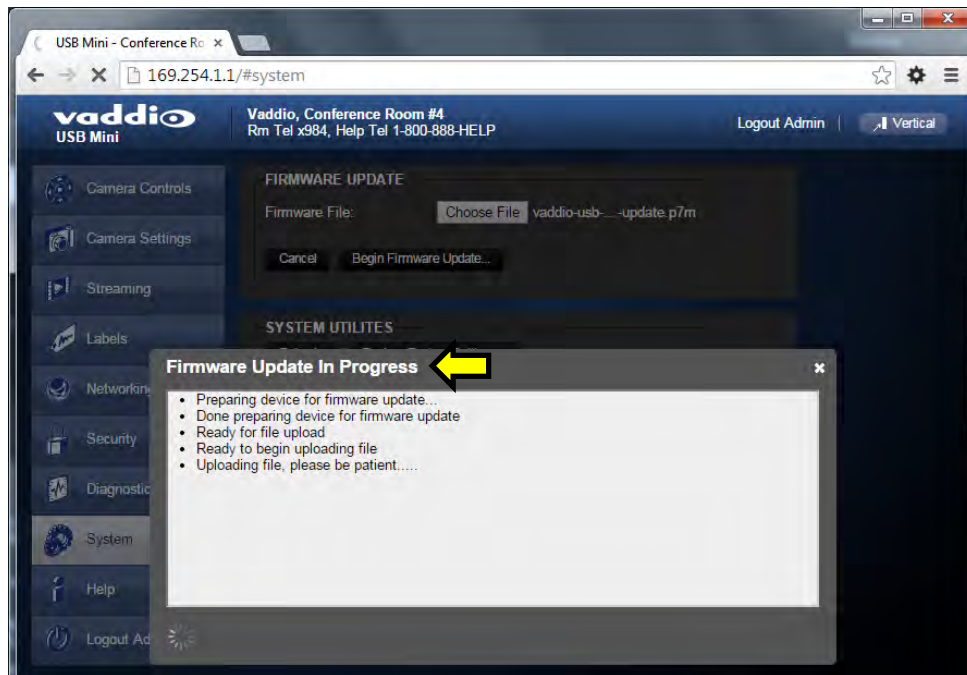 USB Mini - Conference Ro ×
169.254.1.1/#system
vaddio
USB Mini
Vaddio, Conference Room #4
Rm Tel x984, Help Tel 1-800-888-HELP
Logout Admin
Vertical
Camera Controls
Camera Settings
Streaming
Labels
Networking
Security
Diagnostic
System
Help
Logout Ad
FIRMWARE UPDATE
Firmware File:
Choose File vaddio-usb-...-update.p7m
Cancel
Begin Firmware Update...
SYSTEM UTILITES
Firmware Update In Progress
• Preparing device for firmware update...
• Done preparing device for firmware update
• Ready for file upload
• Ready to begin uploading file
• Uploading file, please be patient.....